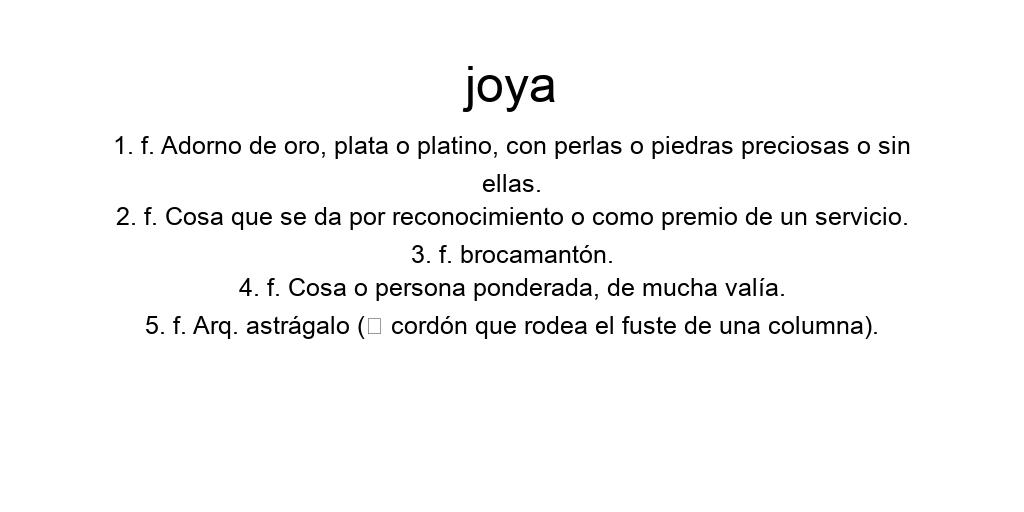 joya
1. f. Adorno de oro, plata o platino, con perlas o piedras preciosas o sin
ellas.
2. f. Cosa que se da por reconocimiento o como premio de un servicio.
3. f. brocamantón.
4. f. Cosa o persona ponderada, de mucha valía.
5. f. Arq. astrágalo (□ cordón que rodea el fuste de una columna).